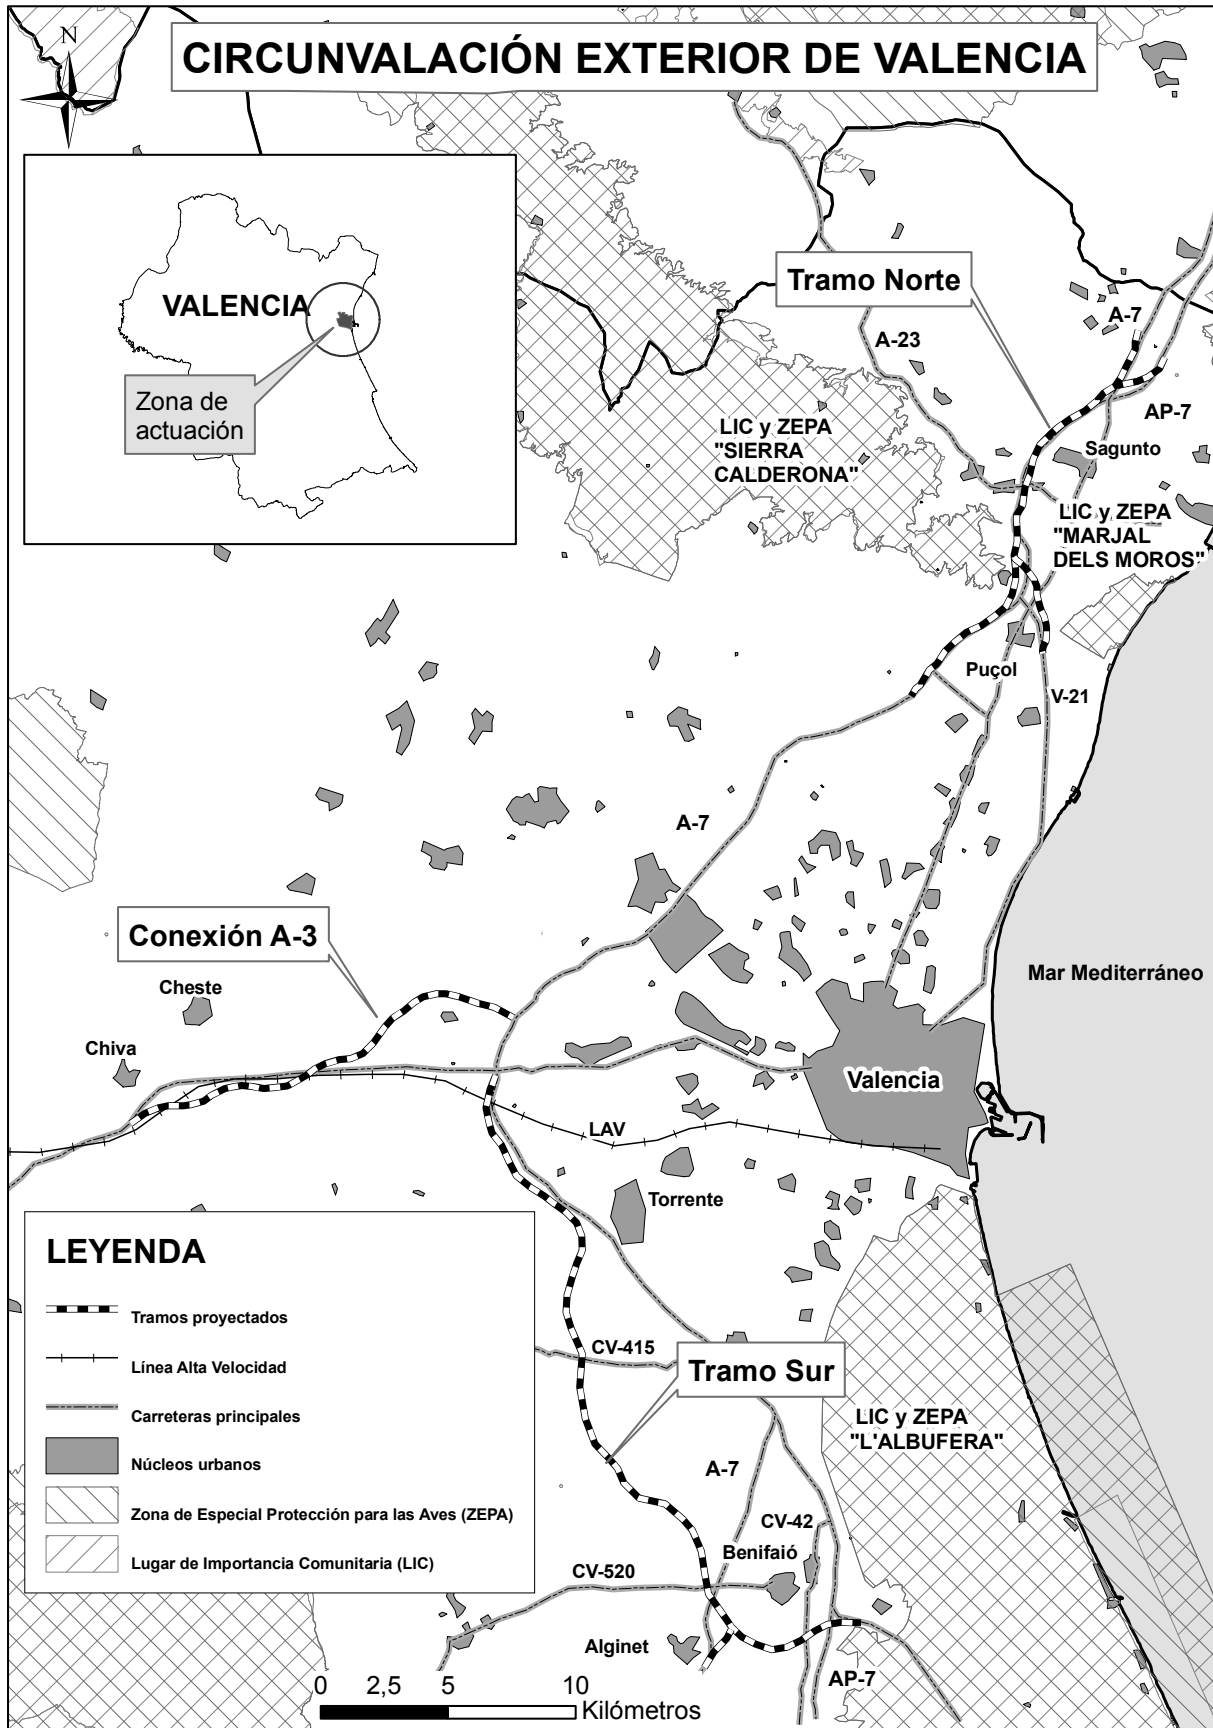 N
CIRCUNVALACIÓN EXTERIOR DE VALENCIA
VALENCIA
Zona de
actuación
Tramo Norte
A-7
A-23
AP-7
LIC y ZEPA
"SIERRA
CALDERONA"
Sagunto
LIC y ZEPA
"MARJAL
DELS MOROS"
Puçol
V-21
A-7
Conexión A-3
Cheste
Mar Mediterráneo
Chiva
Valencia
LAV
Torrente
LEYENDA
Tramos proyectados
Línea Alta Velocidad
Carreteras principales
Núcleos urbanos
Zona de Especial Protección para las Aves (ZEPA)
Lugar de Importancia Comunitaria (LIC)
CV-415
Tramo Sur
LIC y ZEPA
"L'ALBUFERA"
A-7
CV-42
Benifaió
CV-520
Alginet
AP-7
0 2,5 5 10
Kilómetros